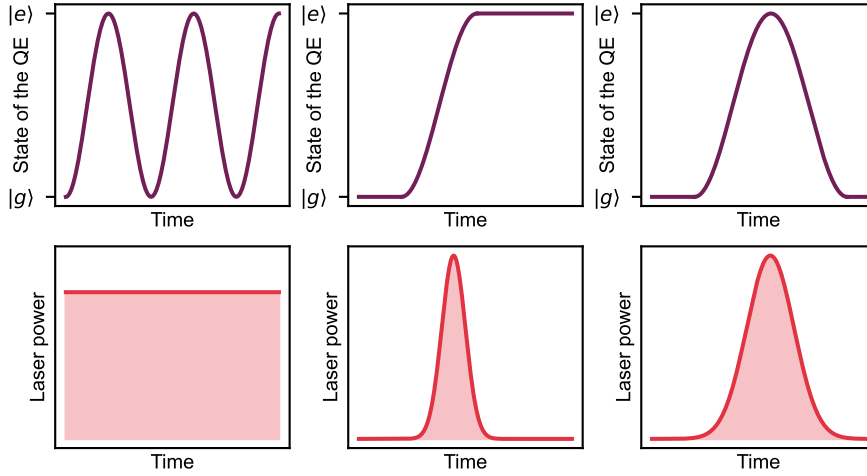 |e⟩
State of the QE
|g⟩
Time
|e⟩
State of the QE
|g⟩
Time
|e⟩
State of the QE
|g⟩
Time
Laser power
Time
Laser power
Time
Laser power
Time